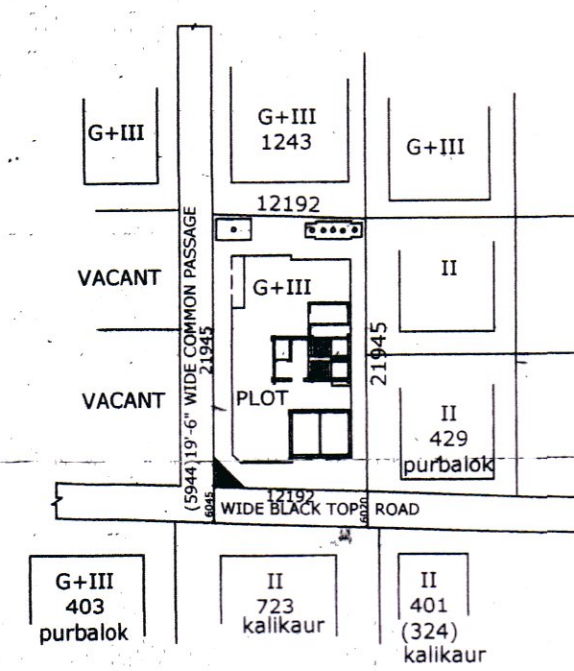 G+III
G+III
1243
G+III
12192
VACANT
(5944)19'-6" WIDE COMMON PASSAGE
21945
G+III
21945
II
VACANT
PLOT
II
429
purbalok
12192
6045
WIDE BLACK TOP ROAD
6020
G+III
403
purbalok
II
723
kalikaur
II
401
(324)
kalikaur